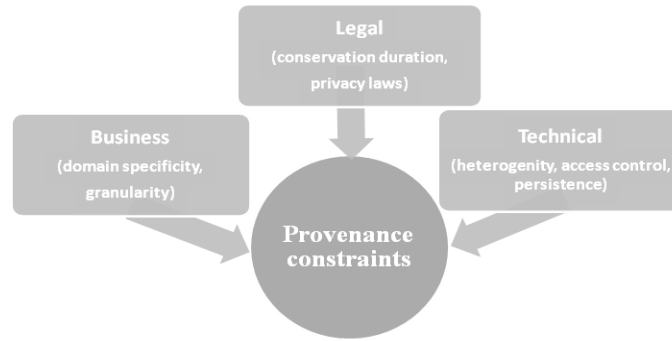 Legal
(conservation duration,
privacy laws)
Business
(domain specificity,
granularity)
Technical
(heterogenity, access control,
persistence)
Provenance
constraints